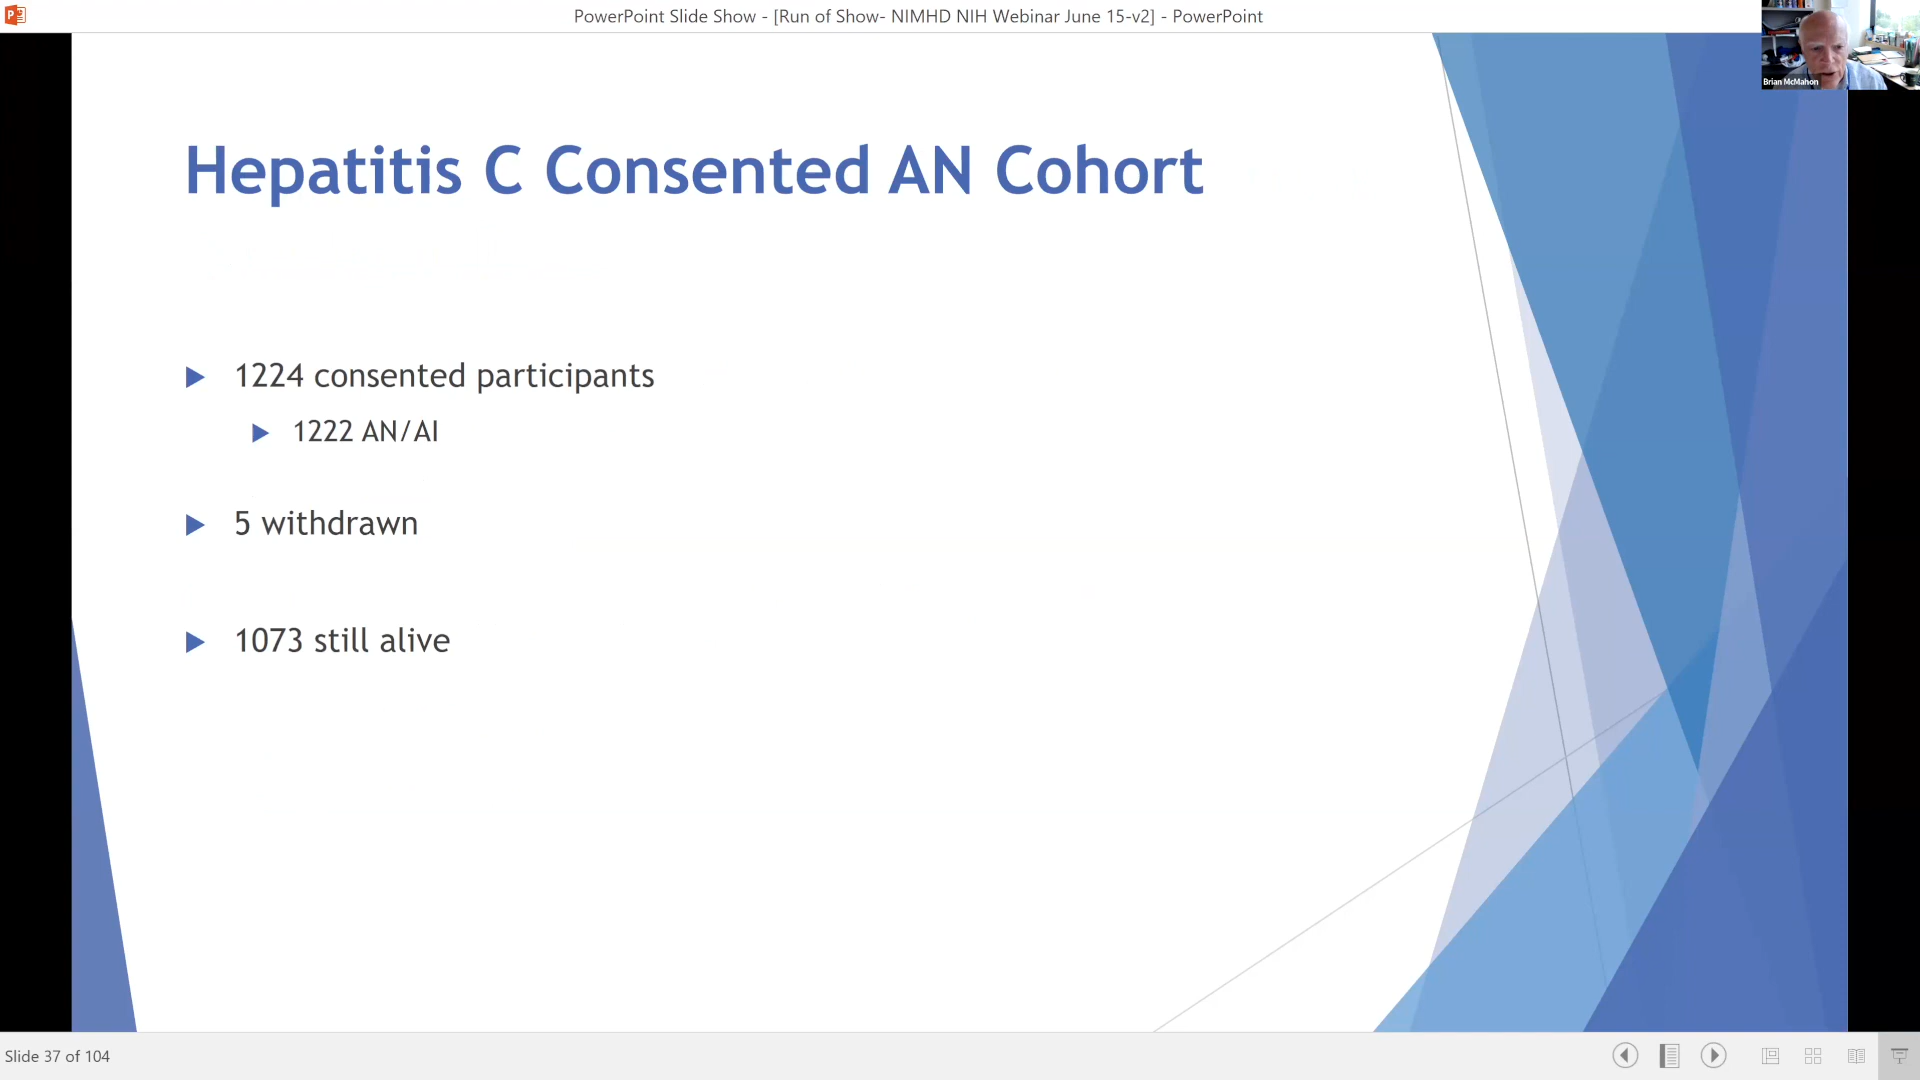 PowerPoint Slide Show - [Run of Show- NIMHD NIH Webinar June 15-v2] - PowerPoint
Brian McMahon
Hepatitis C Consented AN Cohort
1224 consented participants
1222 AN/AI
5 withdrawn
1073 still alive
Slide 37 of 104